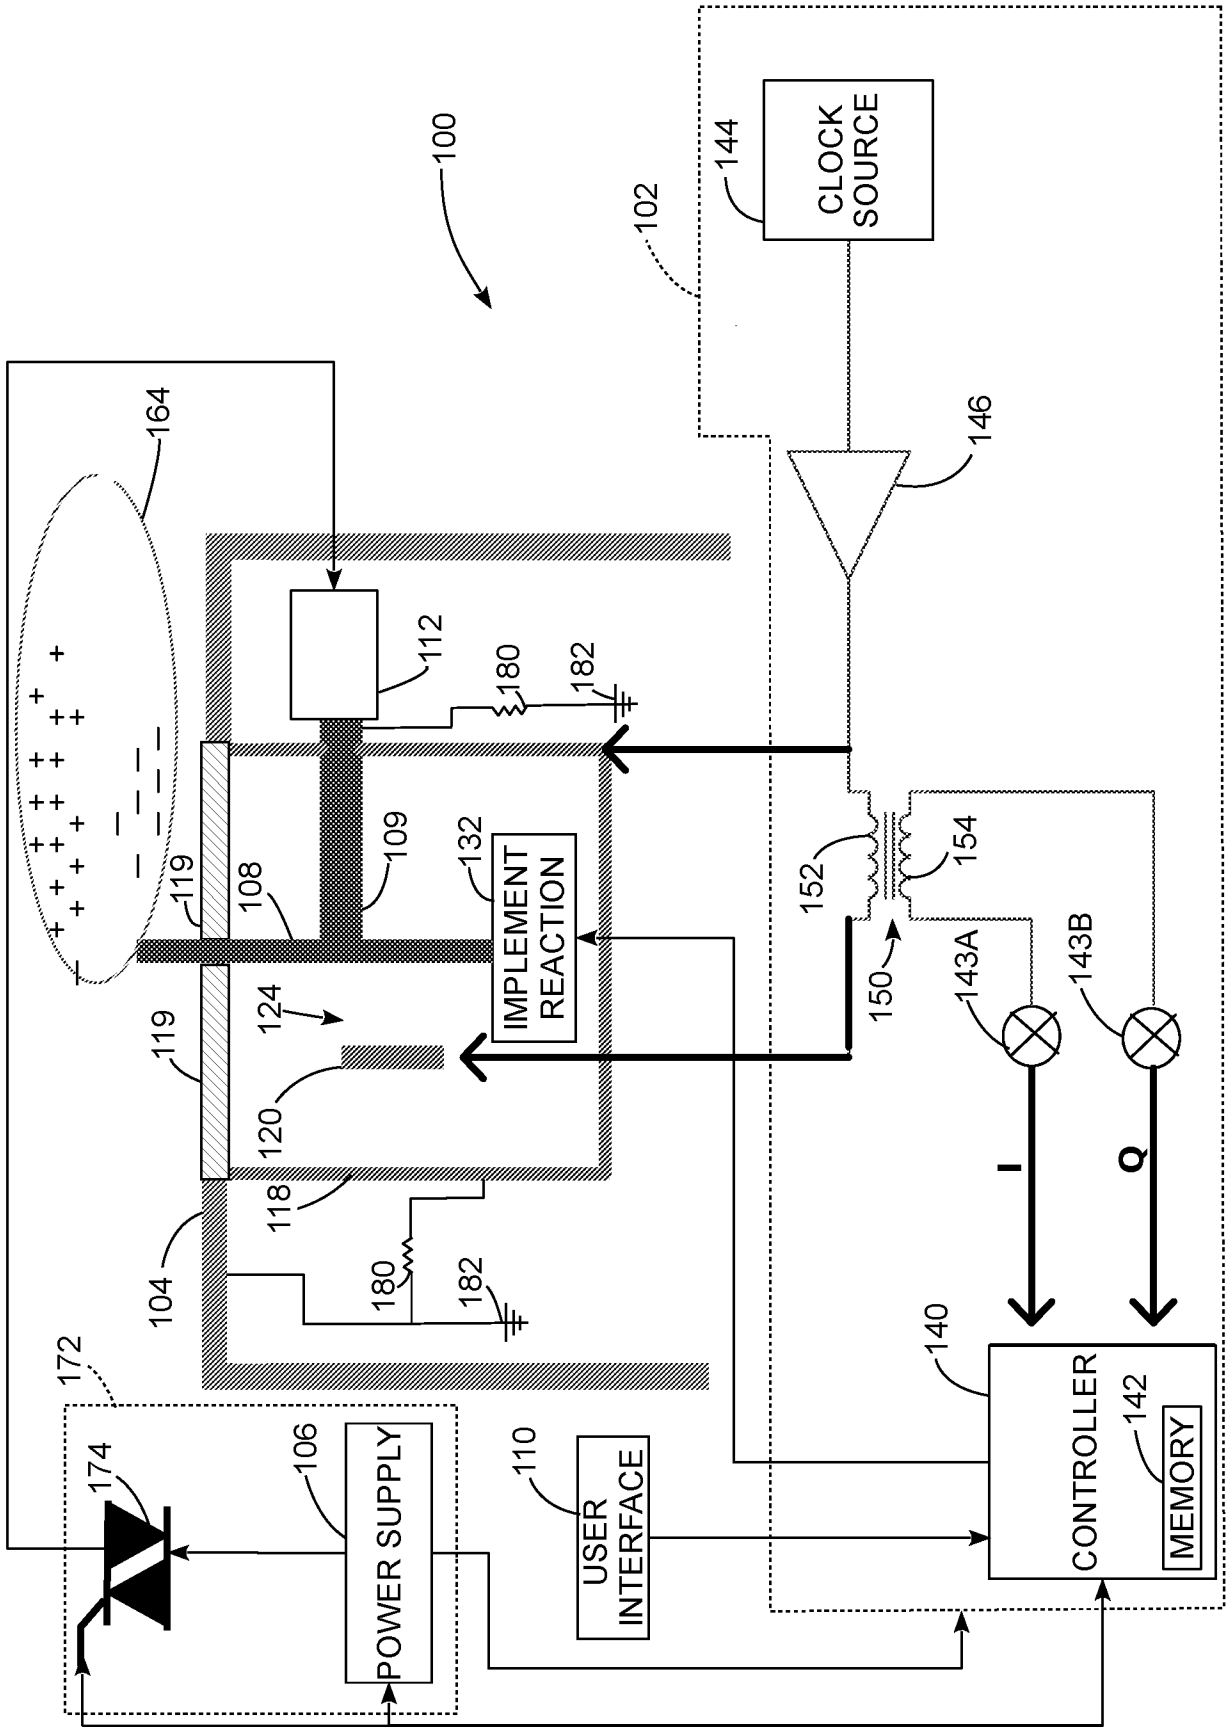 172
174
104
119
119
164
106
118
120
124
108
POWER SUPPLY
180
109
112
100
182
132
180
IMPLEMENT
REACTION
182
110
USER
INTERFACE
102
144
CLOCK
SOURCE
152
150
154
146
140
143A
I
CONTROLLER
143B
Q
142
MEMORY